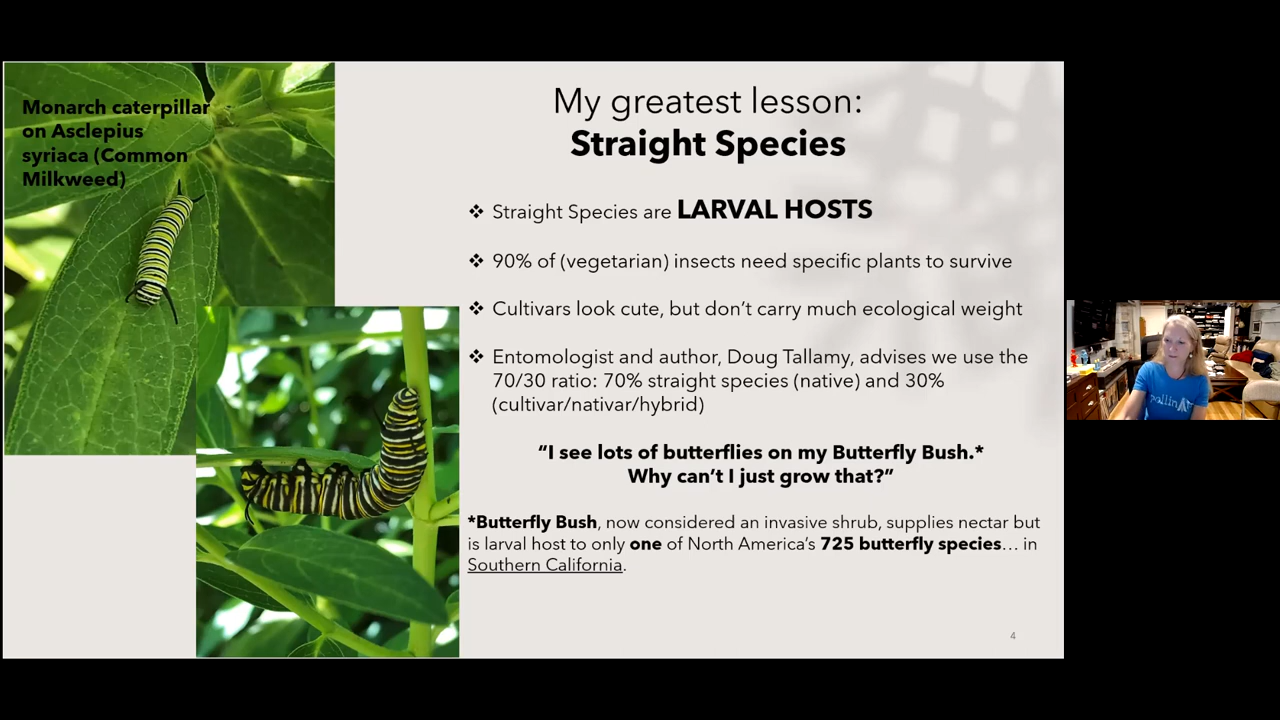 Monarch caterpillar
on Asclepius
syriaca (Common
Milkweed)
My greatest lesson:
Straight Species
❖ Straight Species are LARVAL HOSTS
❖ 90% of (vegetarian) insects need specific plants to survive
❖ Cultivars look cute, but don’t carry much ecological weight
❖ Entomologist and author, Doug Tallamy, advises we use the
70/30 ratio: 70% straight species (native) and 30%
(cultivar/nativar/hybrid)
“I see lots of butterflies on my Butterfly Bush.*
Why can’t I just grow that?”
*Butterfly Bush, now considered an invasive shrub, supplies nectar but
is larval host to only one of North America’s 725 butterfly species… in
Southern California.
4